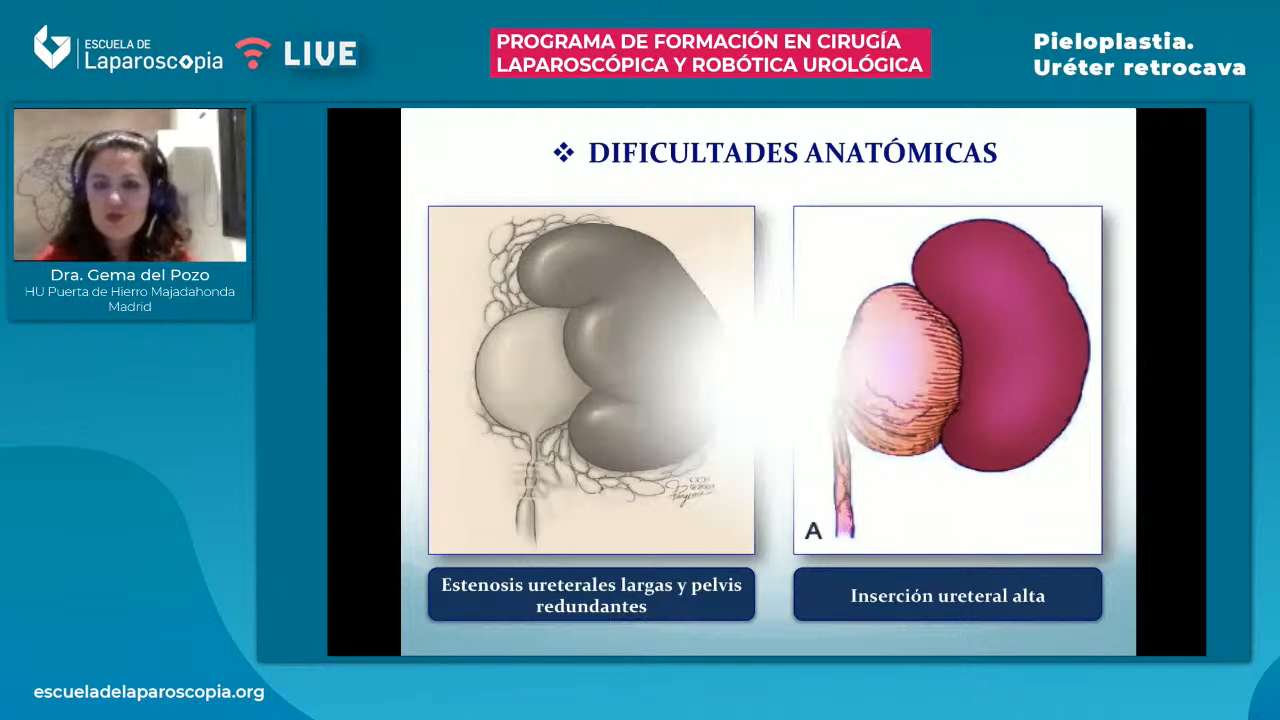 ESCUELA DE
Laparoscopia
LIVE
PROGRAMA DE FORMACIÓN EN CIRUGÍA
LAPAROSCÓPICA Y ROBÓTICA UROLÓGICA
Pieloplastia.
Uréter retrocava
Dra. Gema del Pozo
HU Puerta de Hierro Majadahonda
Madrid
❖ DIFICULTADES ANATÓMICAS
A
Estenosis ureterales largas y pelvis
redundantes
Inserción ureteral alta
escueladelaparoscopia.org